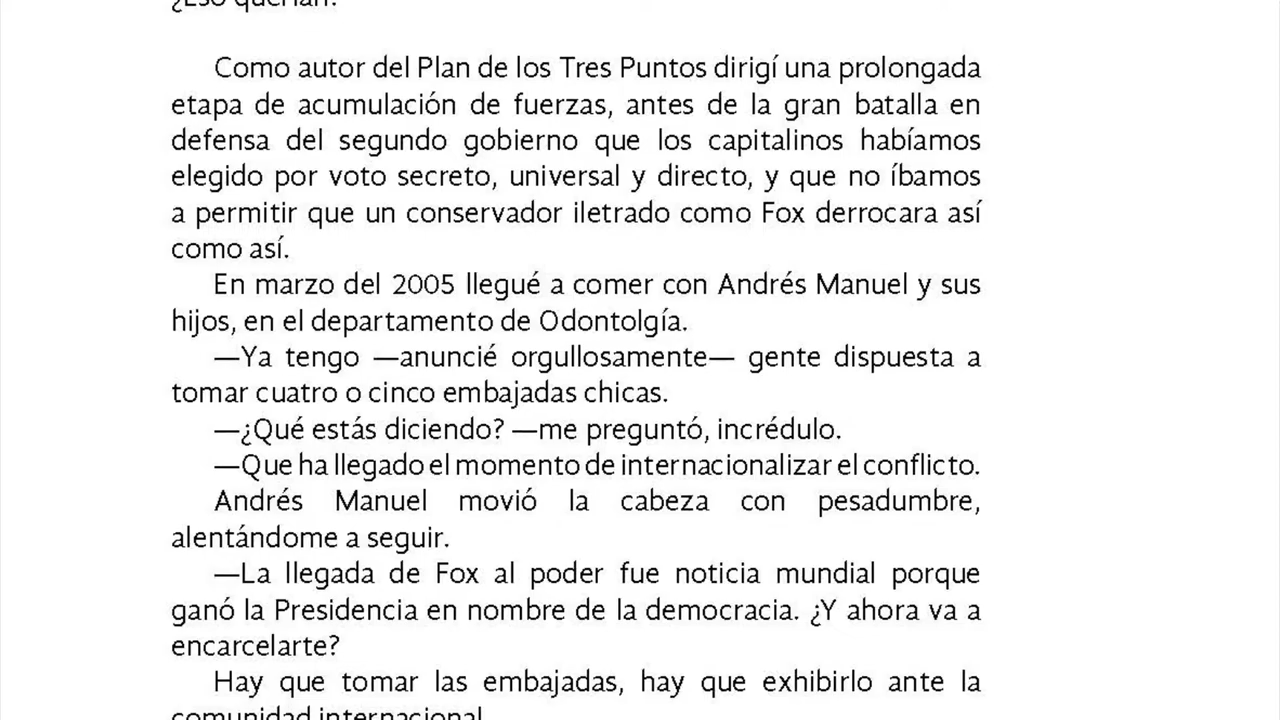 ¿Eso querían?
Como autor del Plan de los Tres Puntos dirigí una prolongada
etapa de acumulación de fuerzas, antes de la gran batalla en
defensa del segundo gobierno que los capitalinos habíamos
elegido por voto secreto, universal y directo, y que no íbamos
a permitir que un conservador iletrado como Fox derrocara así
como así.
En marzo del 2005 llegué a comer con Andrés Manuel y sus
hijos, en el departamento de Odontolgía.
—Ya tengo —anuncié orgullosamente— gente dispuesta a
tomar cuatro o cinco embajadas chicas.
—¿Qué estás diciendo? —me preguntó, incrédulo.
—Que ha llegado el momento de internacionalizar el conflicto.
Andrés Manuel movió la cabeza con pesadumbre,
alentándome a seguir.
—La llegada de Fox al poder fue noticia mundial porque
ganó la Presidencia en nombre de la democracia. ¿Y ahora va a
encarcelarte?
Hay que tomar las embajadas, hay que exhibirlo ante la
comunidad internacional.